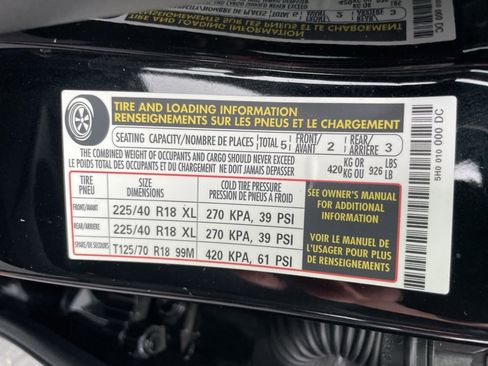 TIRE AND LOADING INFORMATION
RENSEIGNEMENTS SUR LES PNEUS ET LE CHARGEMENT
SEATING CAPACITY/NOMBRE DE PLACES TOTAL 5 FRONT/AVANT 2 REAR/ARRIÈRE 3
THE COMBINED WEIGHT OF OCCUPANTS AND CARGO SHOULD NEVER EXCEED
LE POIDS TOTAL DES OCCUPANTS ET DU CHARGEMENT NE DOIT JAMAIS DÉPASSER
420 KG OR KG OU 926 LBS LB
TIRE PNEU SIZE DIMENSIONS COLD TIRE PRESSURE PRESSION DE PNEUS A FROID
FRONT/AVANT 225/40 R18 XL 270 KPA, 39 PSI
REAR/ARRIÈRE 225/40 R18 XL 270 KPA, 39 PSI
SPARE/DE SECOURS T125/70 R18 99M 420 KPA, 61 PSI
SEE OWNER'S MANUAL
FOR ADDITIONAL
INFORMATION
VOIR LE MANUEL DE
L'USAGER POUR PLUS
DE RENSEIGNEMENTS
5H0 010 000 DC